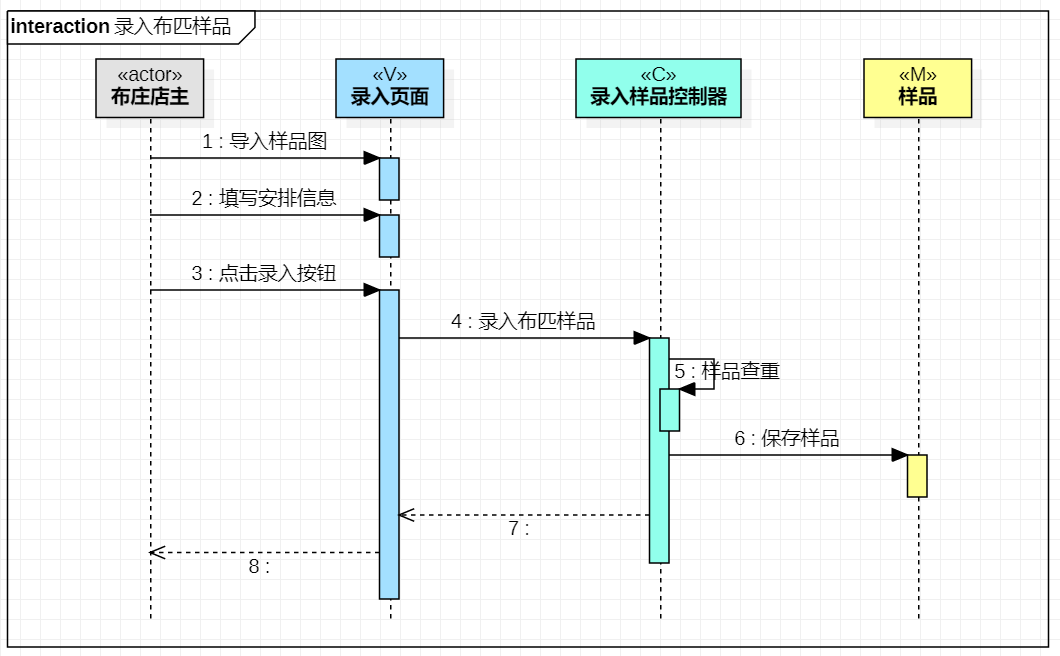 interaction 录入布匹样品
«actor»
布庄店主
«V»
录入页面
«C»
录入样品控制器
«M»
样品
1 : 导入样品图
2 : 填写安排信息
3 : 点击录入按钮
4 : 录入布匹样品
5 : 样品查重
6 : 保存样品
7 :
8 :